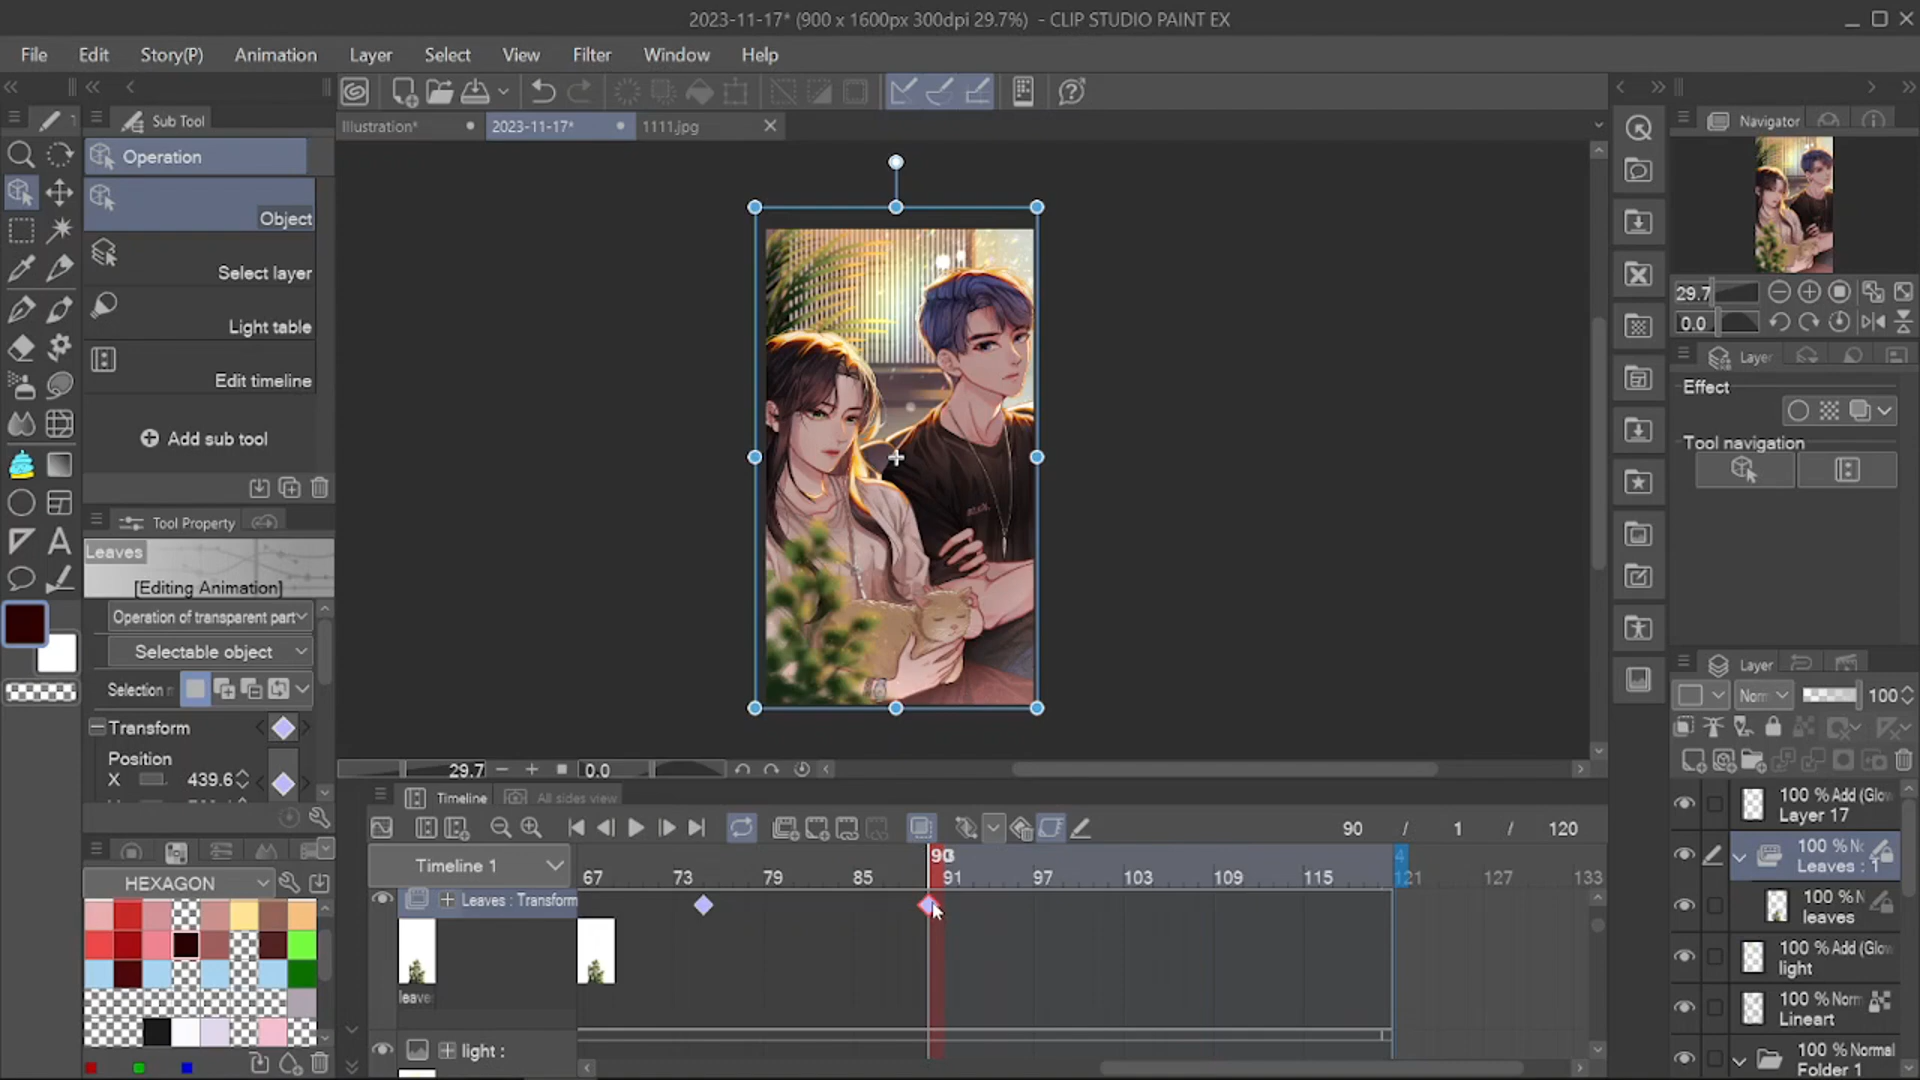 2023-11-17* (900 x 1600px 300dpi 29.7%) - CLIP STUDIO PAINT EX
File Edit Story(P) Animation Layer Select View Filter Window Help
Sub Tool
Illustration* 2023-11-17* 1111.jpg
Navigator
Operation
Object
Select layer
Light table
Edit timeline
Add sub tool
29.7
0.0
Layer
Effect
Tool navigation
Tool Property
Leaves
[Editing Animation]
Operation of transparent part
Selectable object
Selection
Transform
Position
X 439.6
29.7 0.0
Timeline All sides view
90 / 1 / 120
Timeline 1
67 73 79 85 91 97 103 109 115 121 127 133
4
Leaves : Transform
leave
light :
HEXAGON
Layer
Norm 100
100 % Add (Glow
Layer 17
100 % No
Leaves : 1
100 % N
leaves
100 % Add (Glow
light
100 % Norm
Lineart
100 % Normal
Folder 1